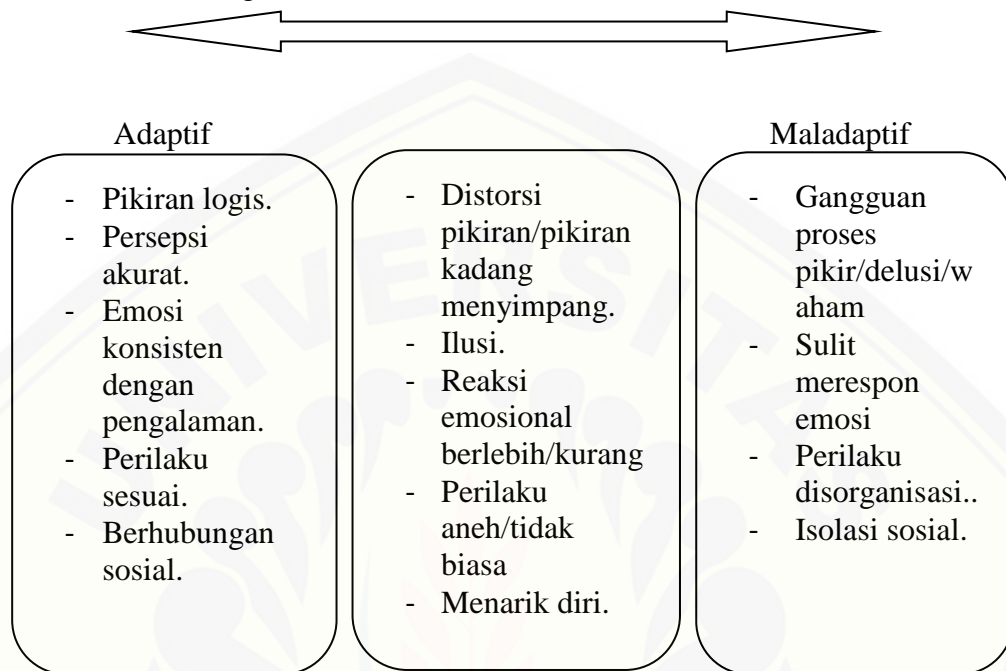 Adaptif
Maladaptif
- Pikiran logis.
- Persepsi
akurat.
- Emosi
konsisten
dengan
pengalaman.
- Perilaku
sesuai.
- Berhubungan
sosial.
- Distorsi
pikiran/pikiran
kadang
menyimpang.
- Ilusi.
- Reaksi
emosional
berlebih/kurang
- Perilaku
aneh/tidak
biasa
- Menarik diri.
- Gangguan
proses
pikir/delusi/w
aham
- Sulit
merespon
emosi
- Perilaku
disorganisasi..
- Isolasi sosial.
UNIVERSITAS